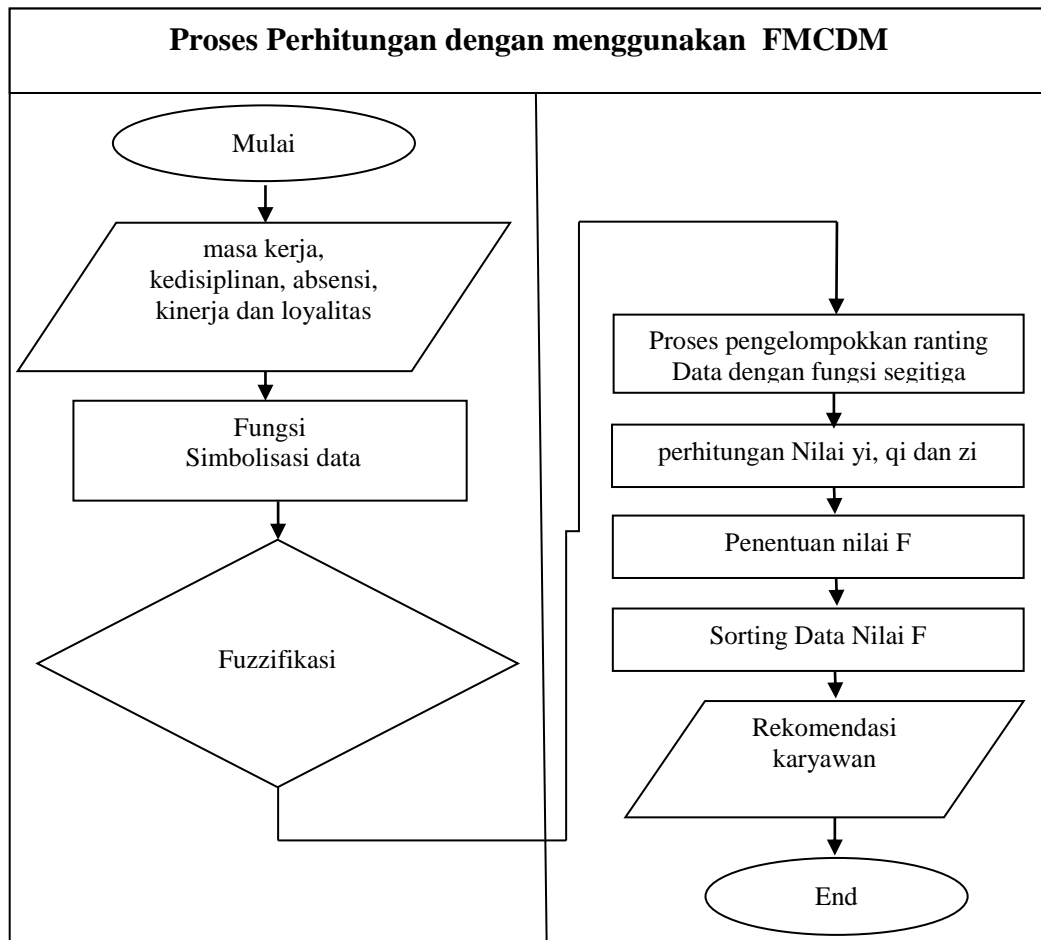 Proses Perhitungan dengan menggunakan FMCDM
Mulai
masa kerja,
kedisiplinan, absensi,
kinerja dan loyalitas
Fungsi
Simbolisasi data
Fuzzifikasi
Proses pengelompokkan ranting
Data dengan fungsi segitiga
perhitungan Nilai yi, qi dan zi
Penentuan nilai F
Sorting Data Nilai F
Rekomendasi
karyawan
End